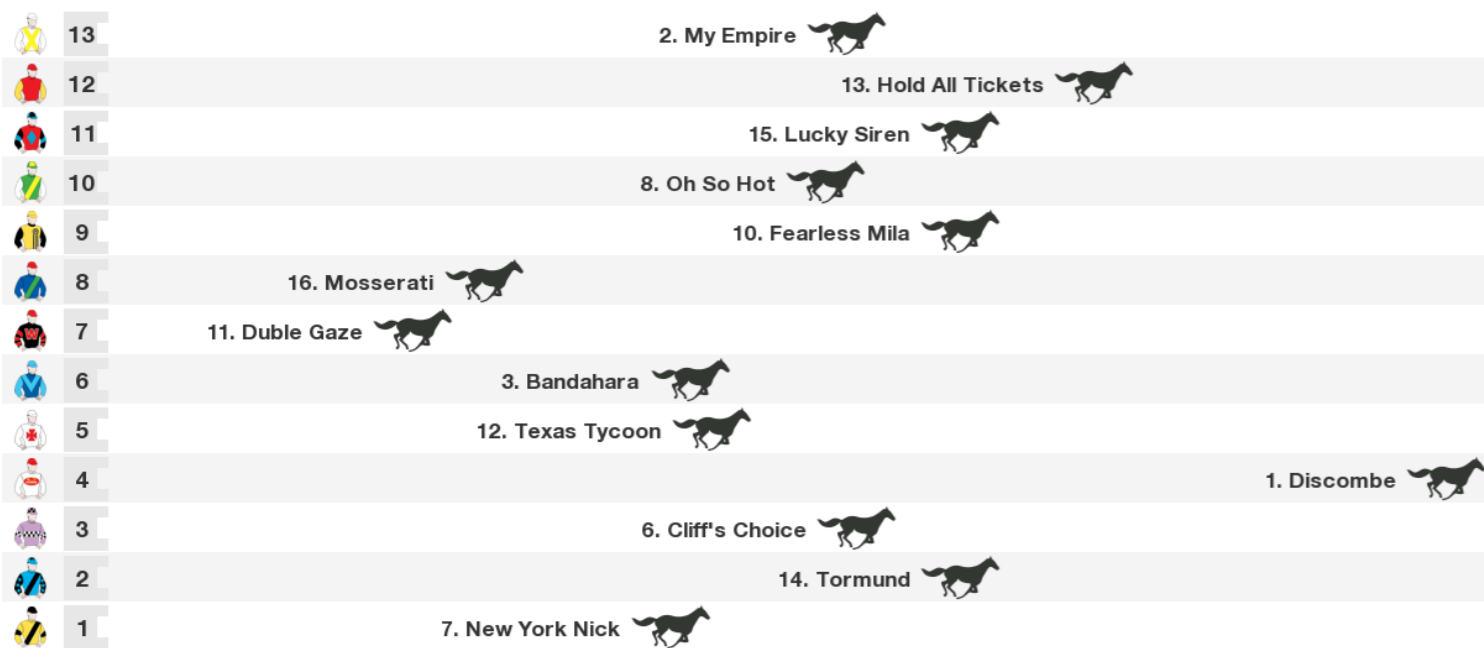 13 2. My Empire
12 13. Hold All Tickets
11 15. Lucky Siren
10 8. Oh So Hot
9 10. Fearless Mila
8 16. Mosserati
7 11. Duble Gaze
6 3. Bandahara
5 12. Texas Tycoon
4 1. Discombe
3 6. Cliff's Choice
2 14. Tormund
1 7. New York Nick